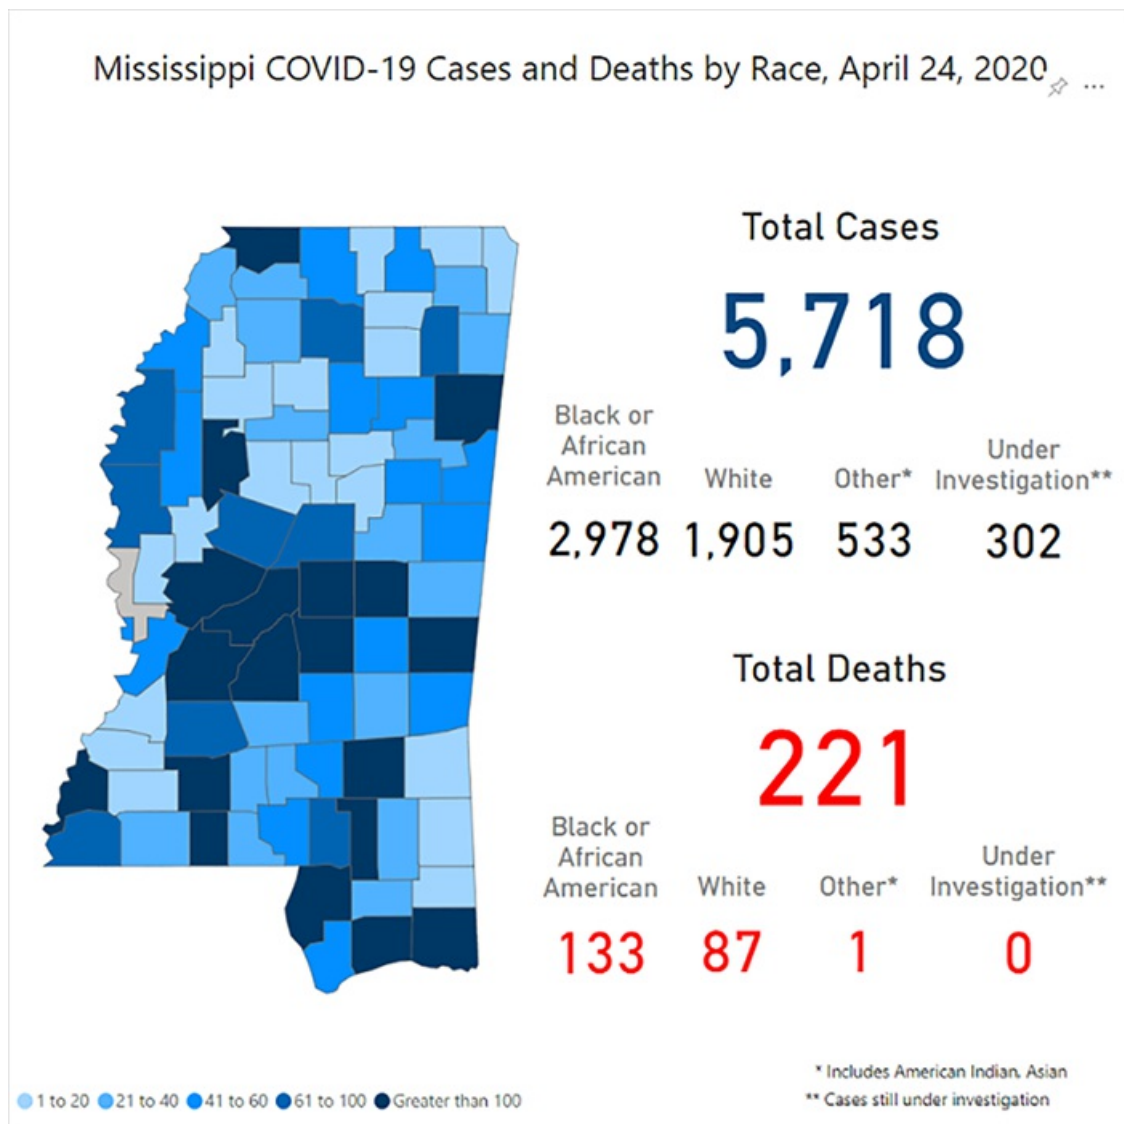 Mississippi COVID-19 Cases and Deaths by Race, April 24, 2020
Total Cases
5,718
Black or
African
American
White
Other*
Under
Investigation**
2,978 1,905 533 302
Total Deaths
221
Black or
African
American
White
Other*
Under
Investigation**
133 87 1 0
* Includes American Indian, Asian
** Cases still under investigation
1 to 20 21 to 40 41 to 60 61 to 100 Greater than 100